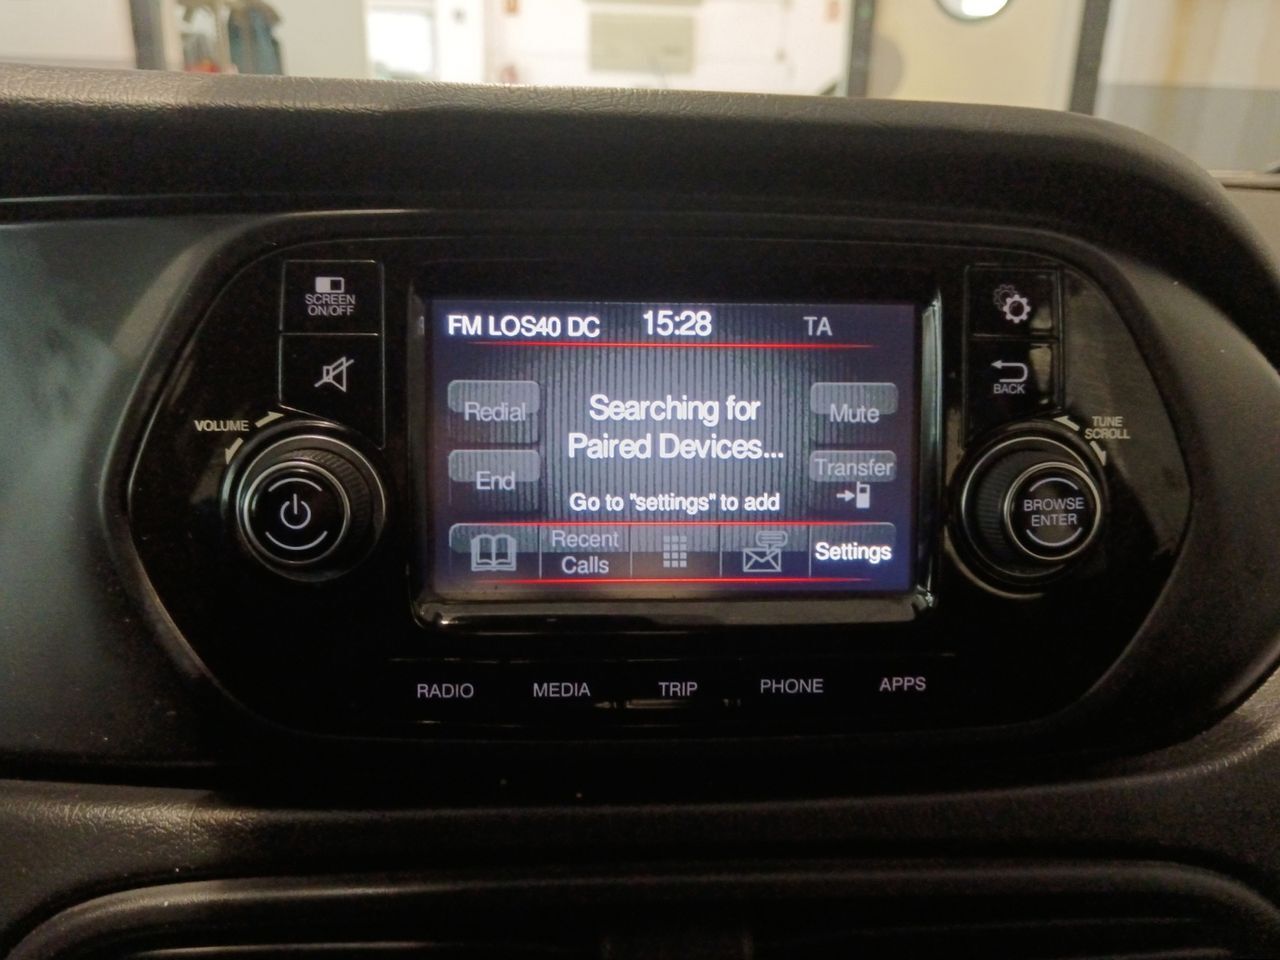 SCREEN
ON/OFF
VOLUME
FM LOS40 DC 15:28 TA
Redial
Searching for
Paired Devices...
Mute
End
Transfer
Go to "settings" to add
Recent
Calls
Settings
BACK
TUNE
SCROLL
BROWSE
ENTER
RADIO MEDIA TRIP PHONE APPS